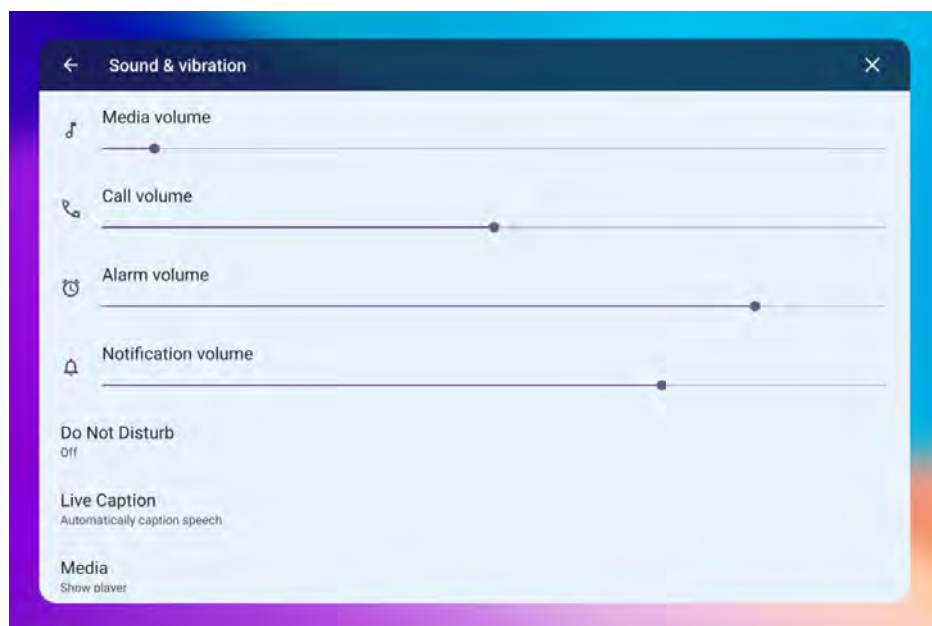 Sound & vibration
Media volume
Call volume
Alarm volume
Notification volume
Do Not Disturb
Off
Live Caption
Automatically caption speech
Media
Show player